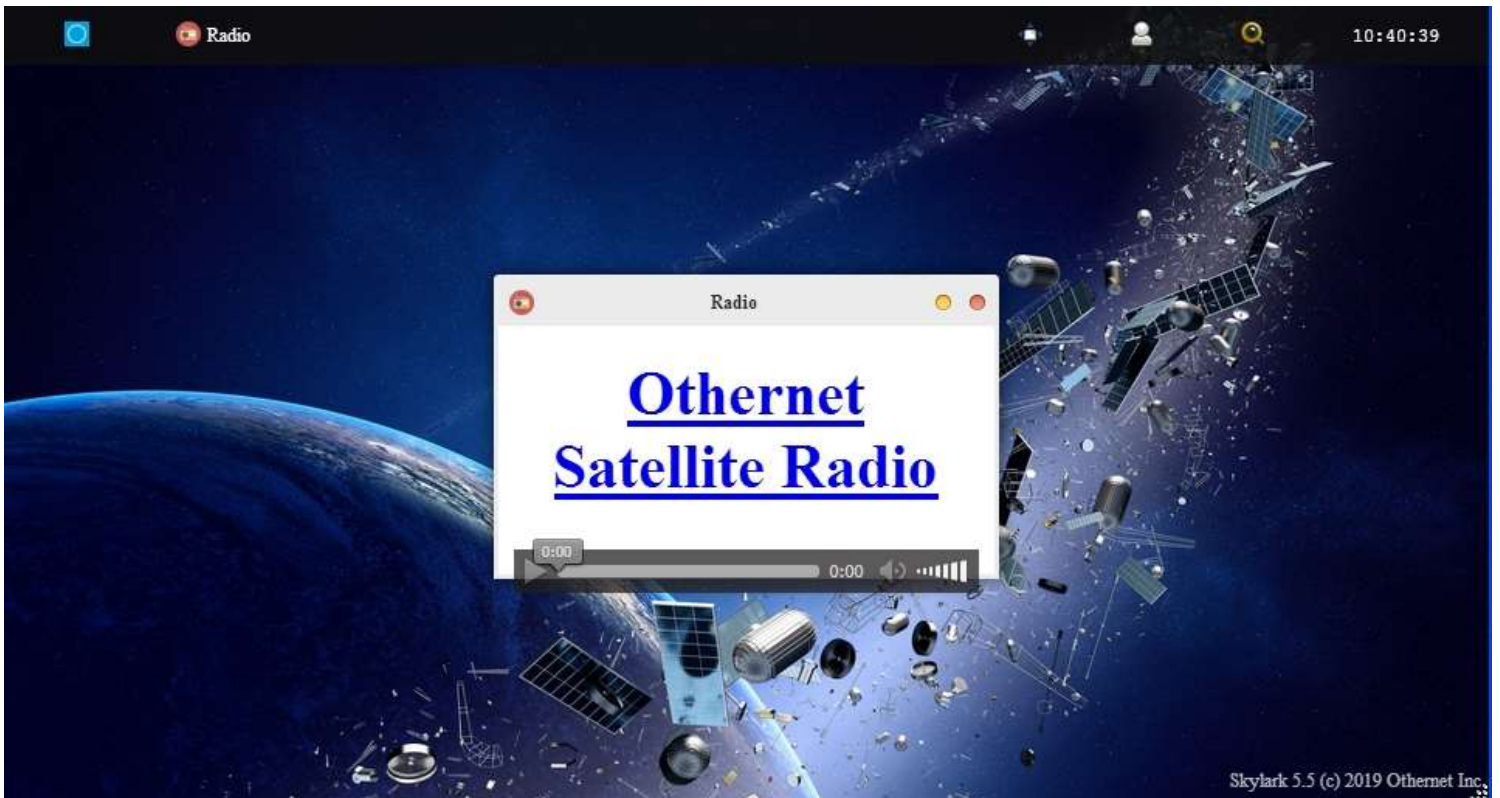 Radio
10:40:39
Radio
Othernet
Satellite Radio
0:00
0:00
Skylark 5.5 (c) 2019 Othernet Inc.